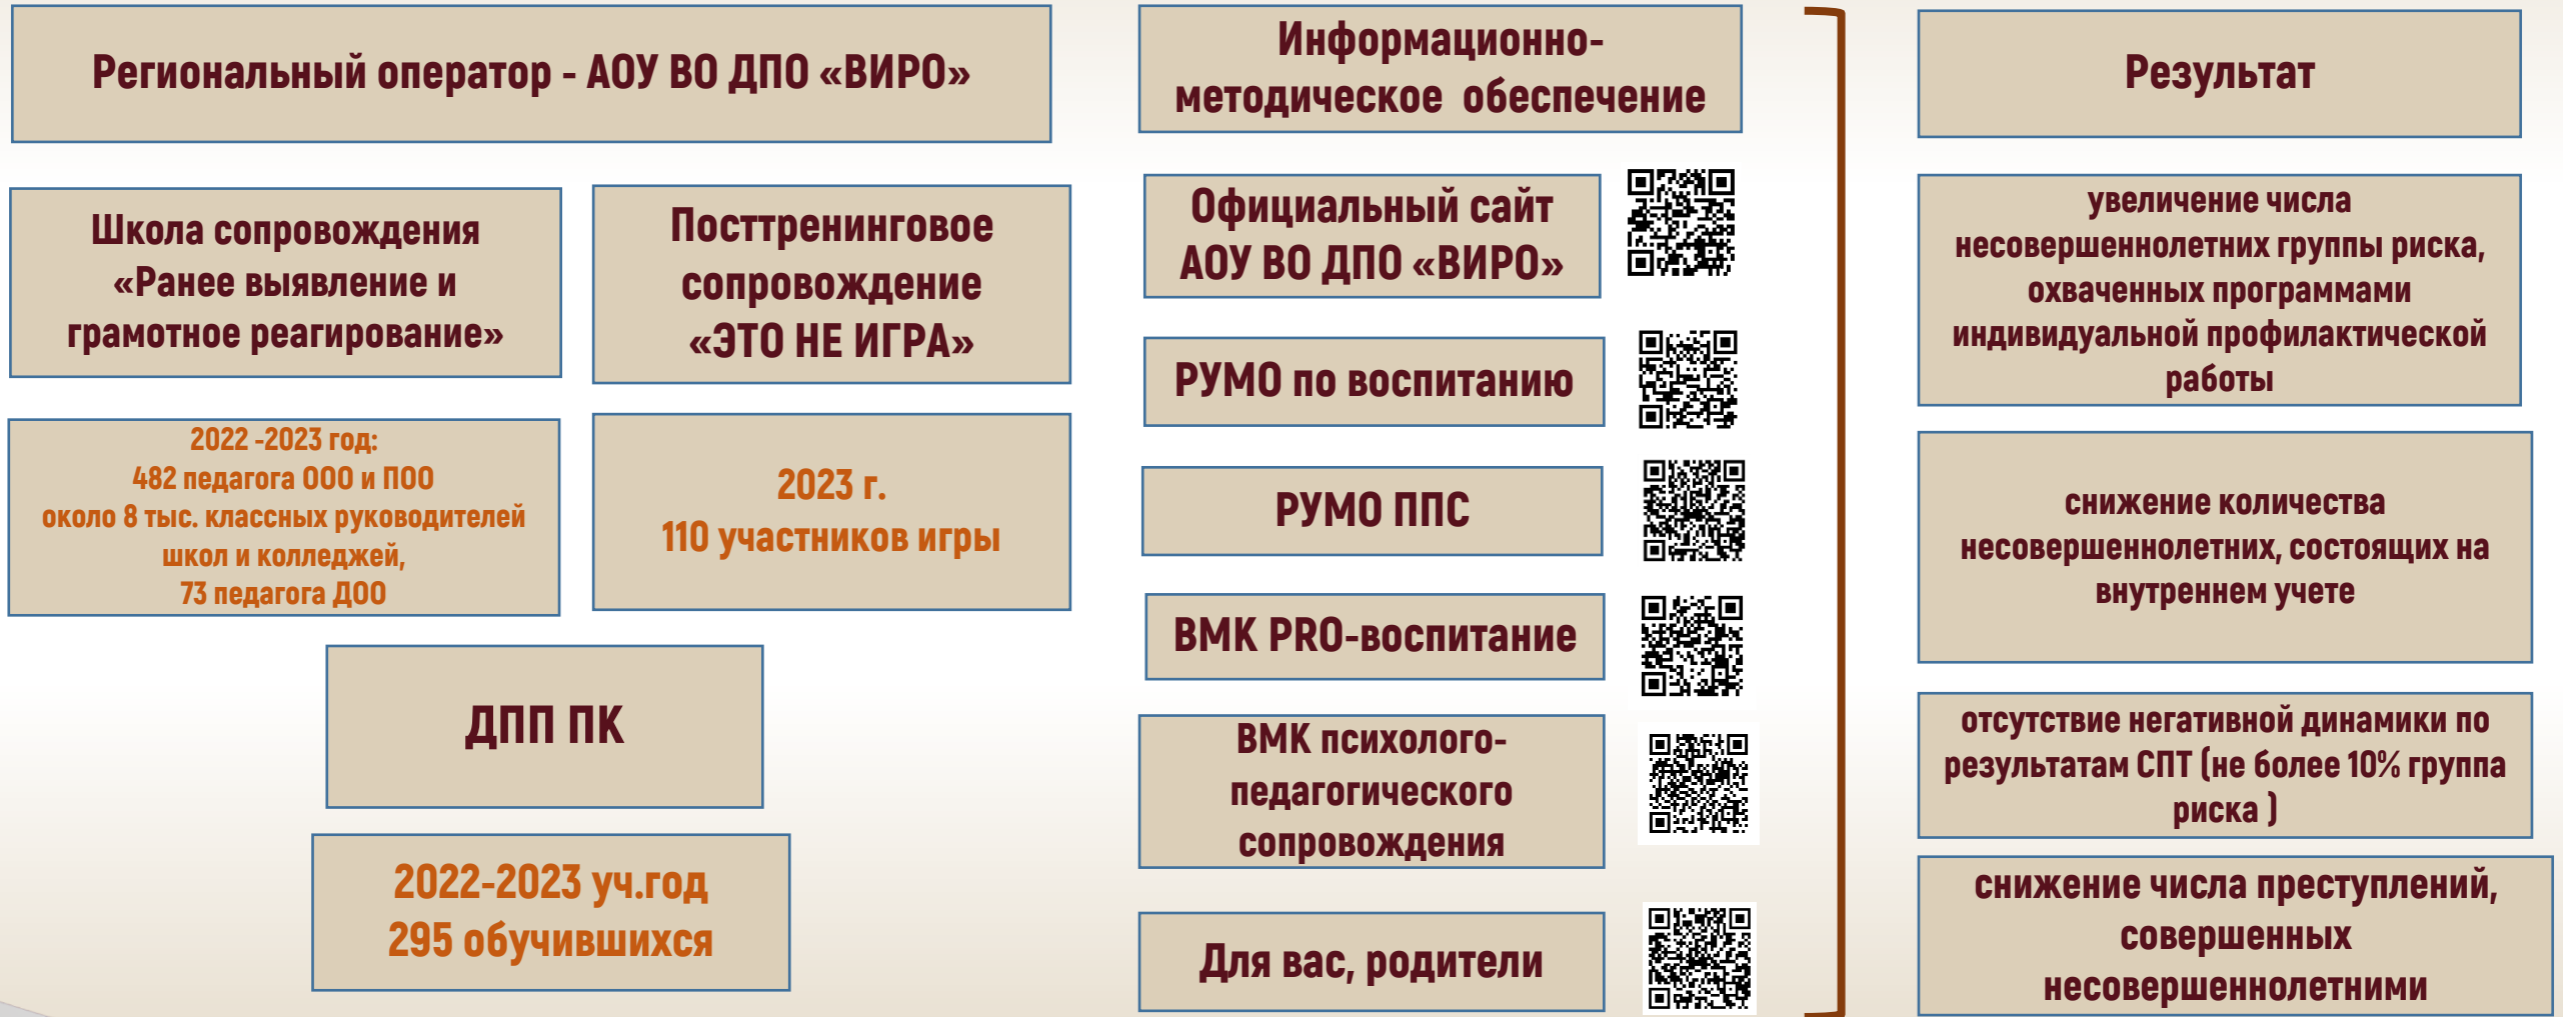 Региональный оператор - АОУ ВО ДПО «ВИРО»
Школа сопровождения
«Ранее выявление и
грамотное реагирование»
Посттренинговое
сопровождение
«ЭТО НЕ ИГРА»
2022 -2023 год:
482 педагога ООО и ПОО
около 8 тыс. классных руководителей
школ и колледжей,
73 педагога ДОО
2023 г.
110 участников игры
ДПП ПК
2022-2023 уч.год
295 обучившихся
Информационно-
методическое обеспечение
Официальный сайт
АОУ ВО ДПО «ВИРО»
РУМО по воспитанию
РУМО ППС
ВМК PRO-воспитание
ВМК психолого-
педагогического
сопровождения
Для вас, родители
Результат
увеличение числа
несовершеннолетних группы риска,
охваченных программами
индивидуальной профилактической
работы
снижение количества
несовершеннолетних, состоящих на
внутреннем учете
отсутствие негативной динамики по
результатам СПТ (не более 10% группа
риска )
снижение числа преступлений,
совершенных
несовершеннолетними